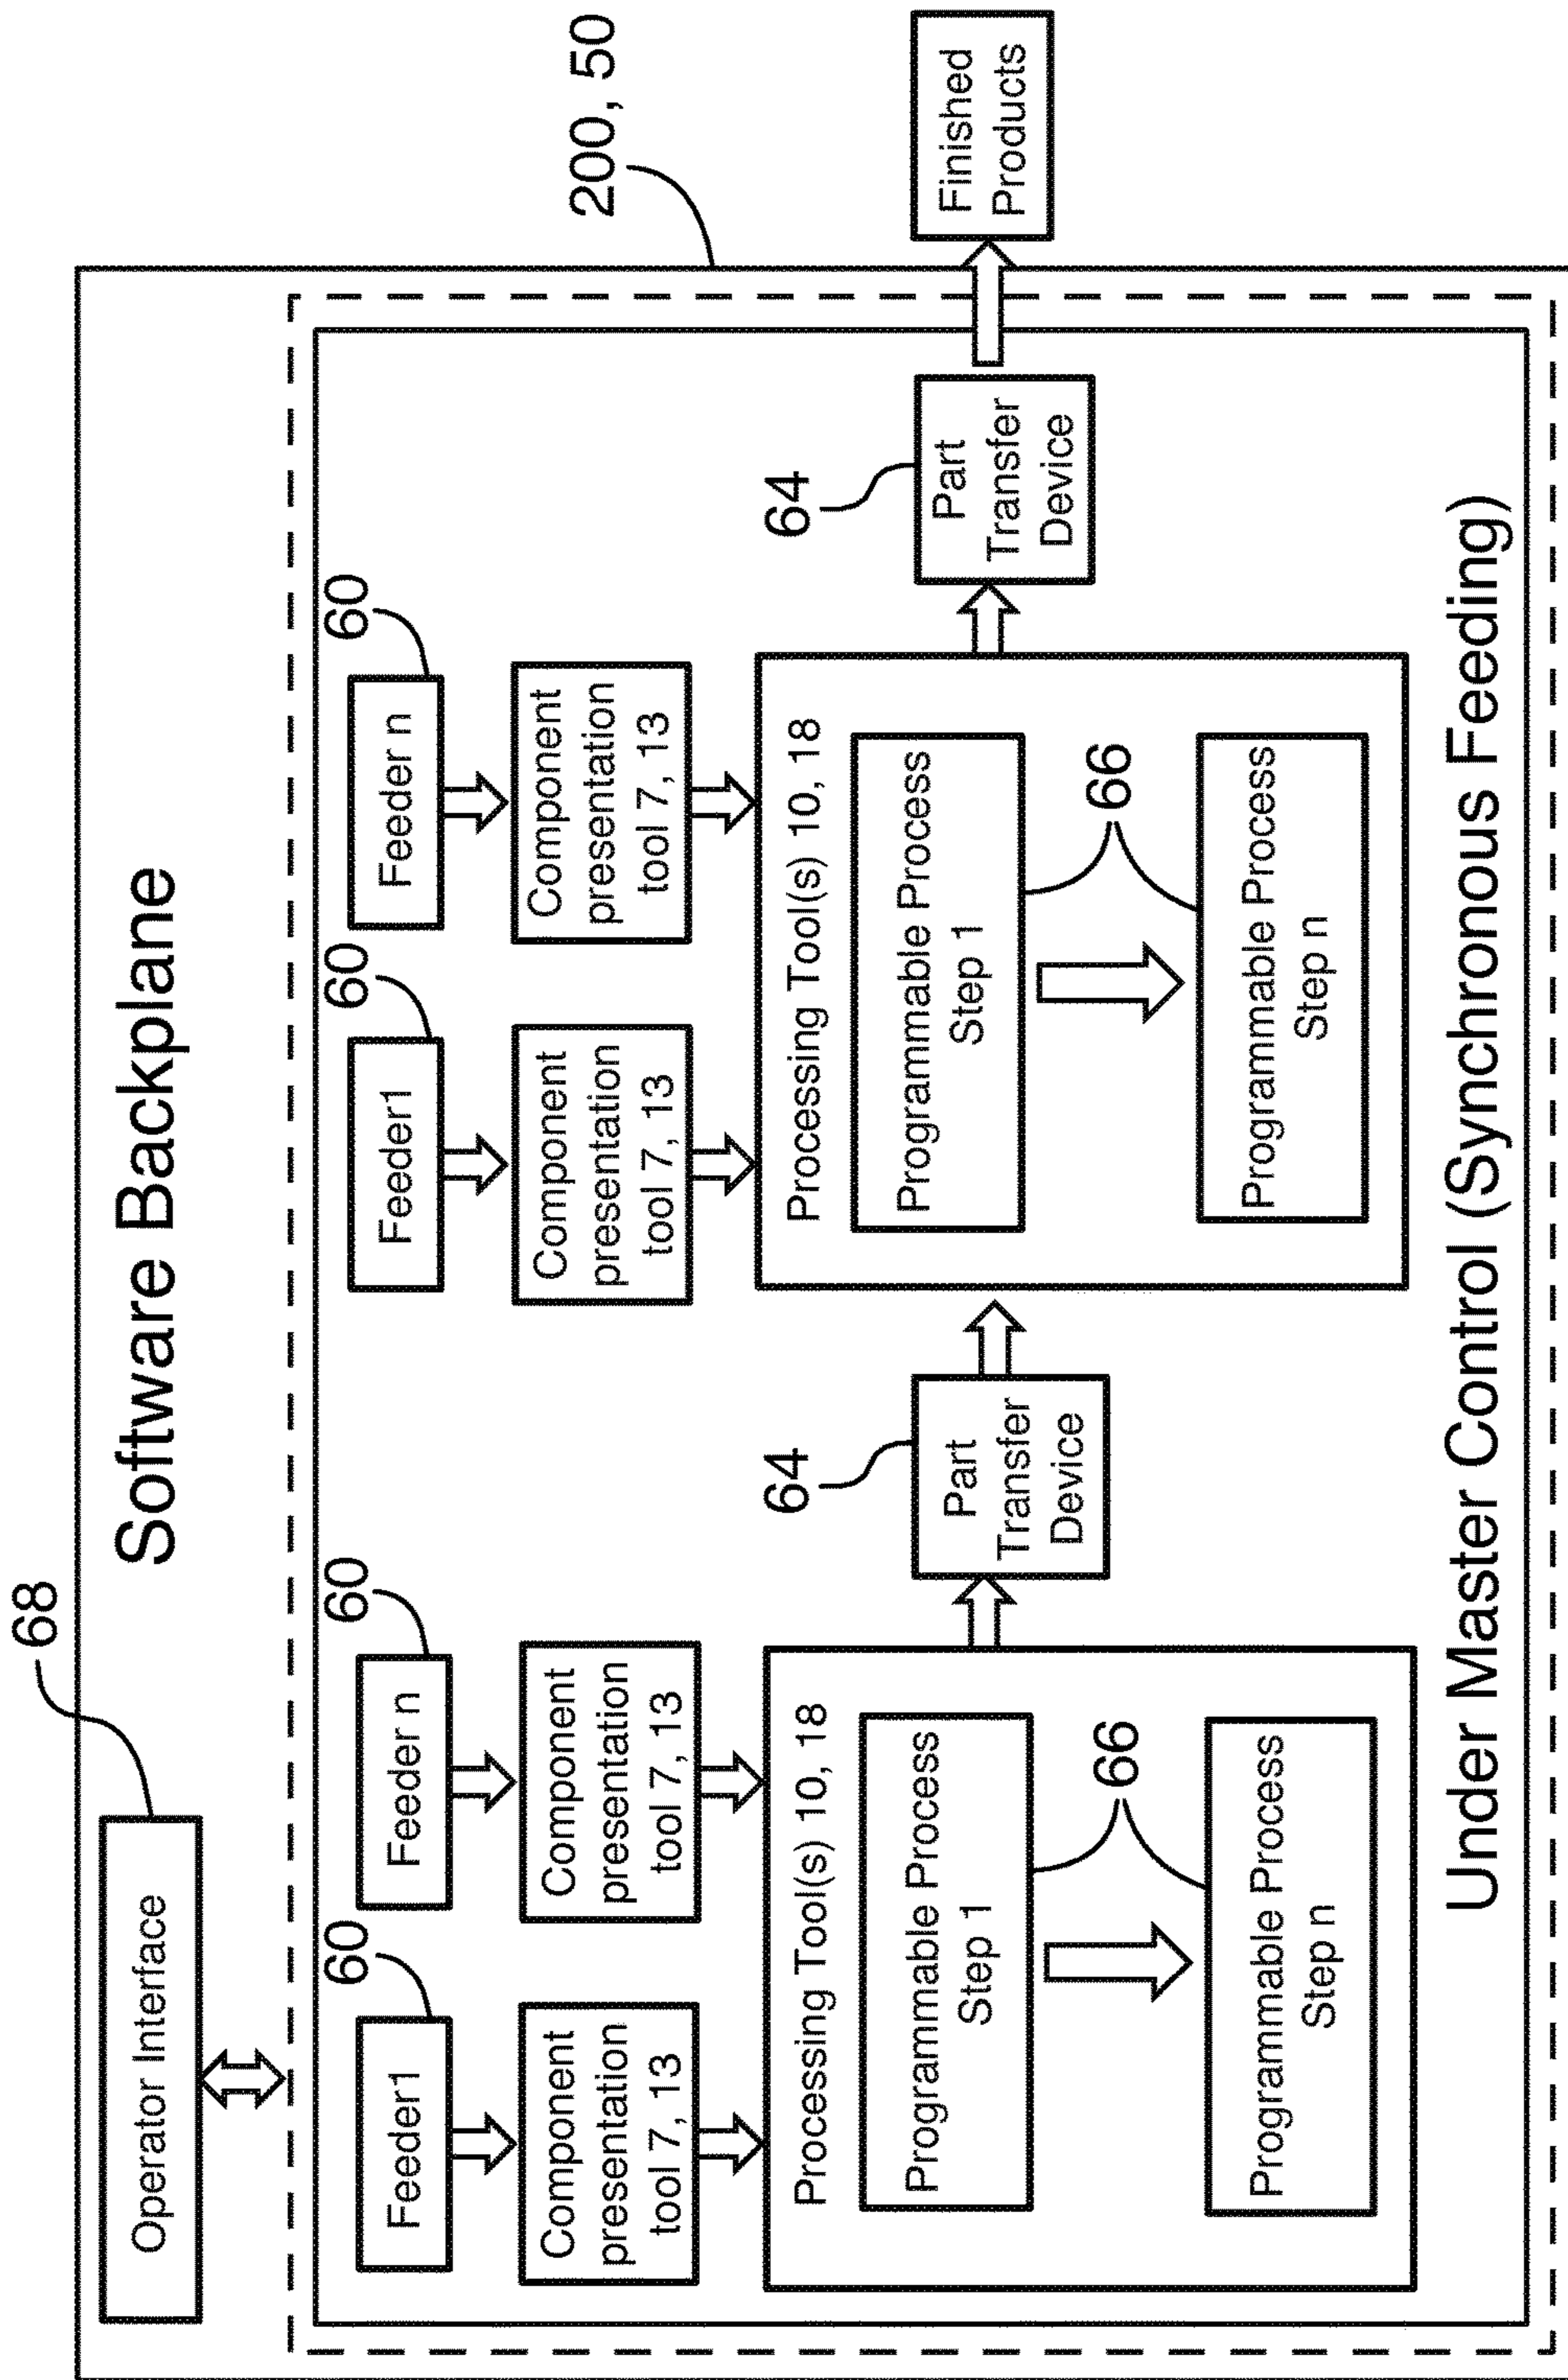 68
Operator Interface
Software Backplane
200, 50
60
60
60
60
Feeder1
Feeder n
Feeder1
Feeder n
Component
presentation
tool 7, 13
Component
presentation
tool 7, 13
Component
presentation
tool 7, 13
Component
presentation
tool 7, 13
Processing Tool(s) 10, 18
Programmable Process
Step 1
66
Programmable Process
Step n
64
Part
Transfer
Device
Processing Tool(s) 10, 18
Programmable Process
Step 1
66
Programmable Process
Step n
64
Part
Transfer
Device
Finished
Products
Under Master Control (Synchronous Feeding)